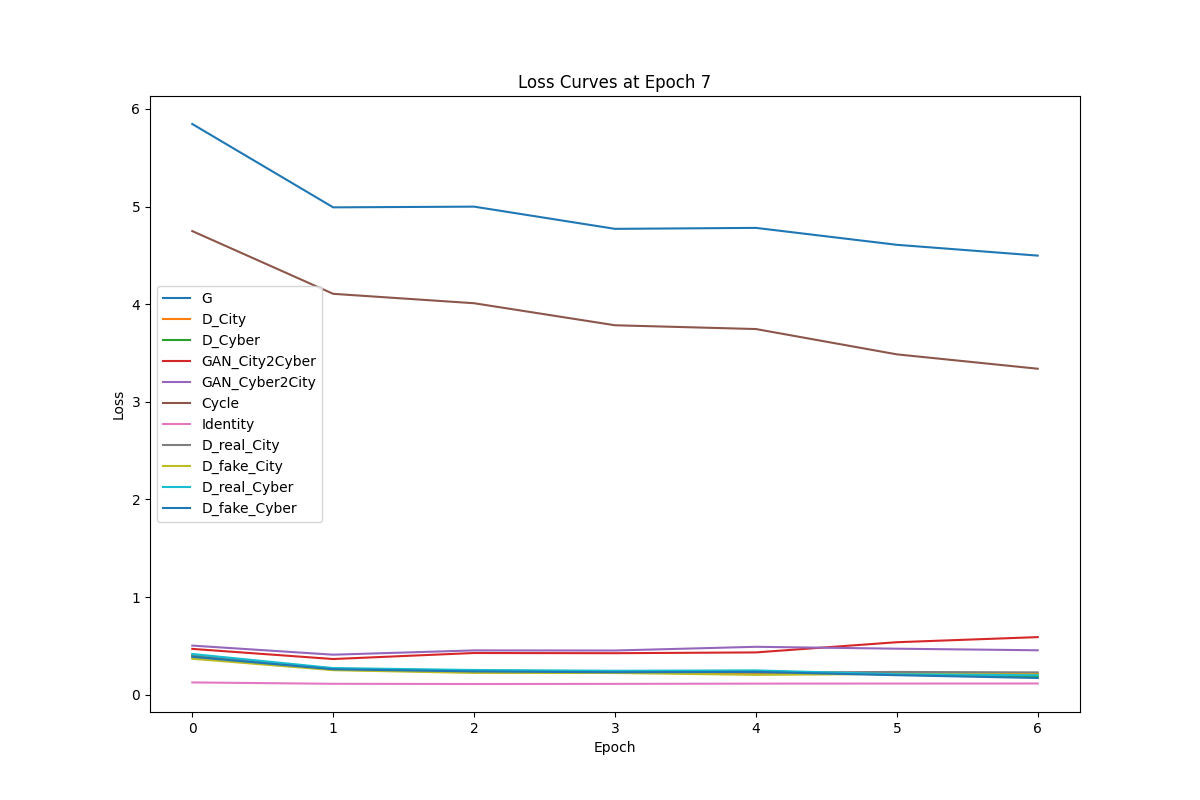 Loss Curves at Epoch 7
6
5
4
3
2
1
0
Loss
G
D_City
D_Cyber
GAN_City2Cyber
GAN_Cyber2City
Cycle
Identity
D_real_City
D_fake_City
D_real_Cyber
D_fake_Cyber
0 1 2 3 4 5 6
Epoch